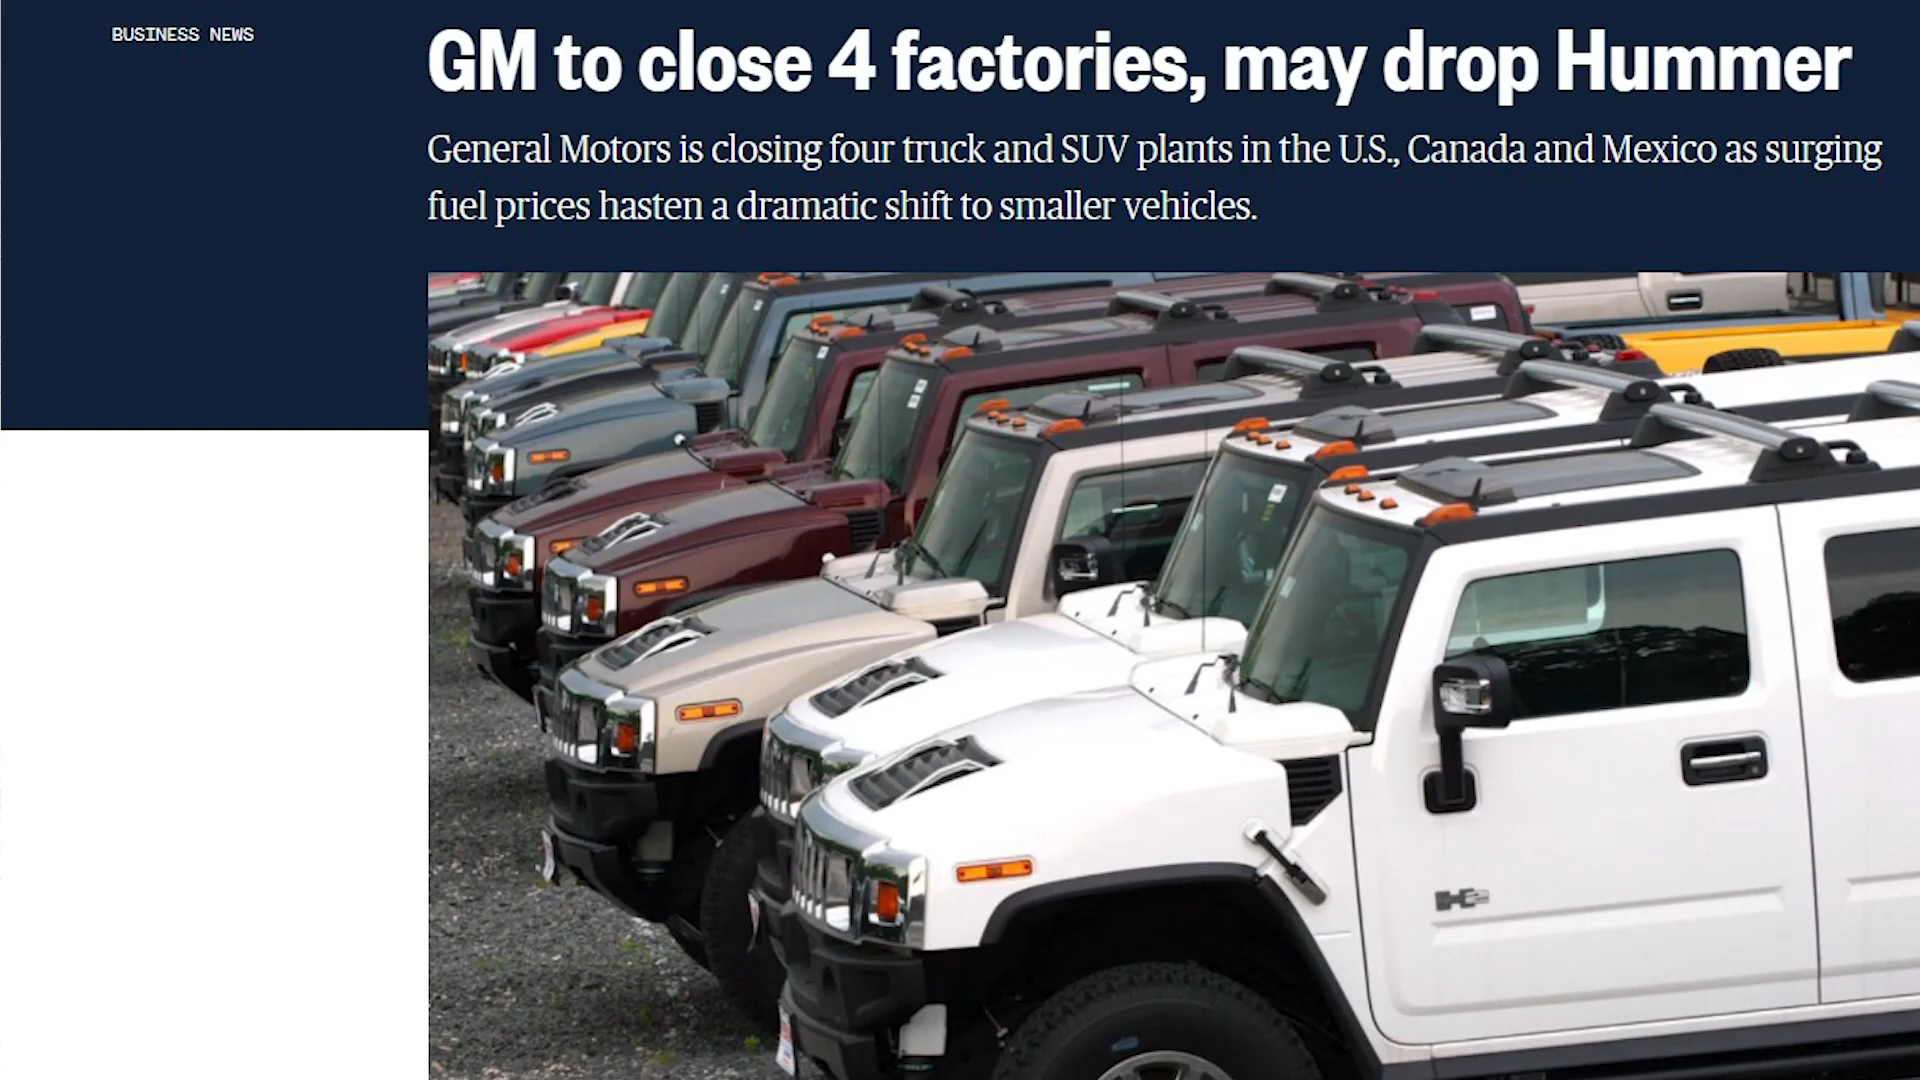 BUSINESS NEWS
GM to close 4 factories, may drop Hummer
General Motors is closing four truck and SUV plants in the U.S., Canada and Mexico as surging
fuel prices hasten a dramatic shift to smaller vehicles.
H2